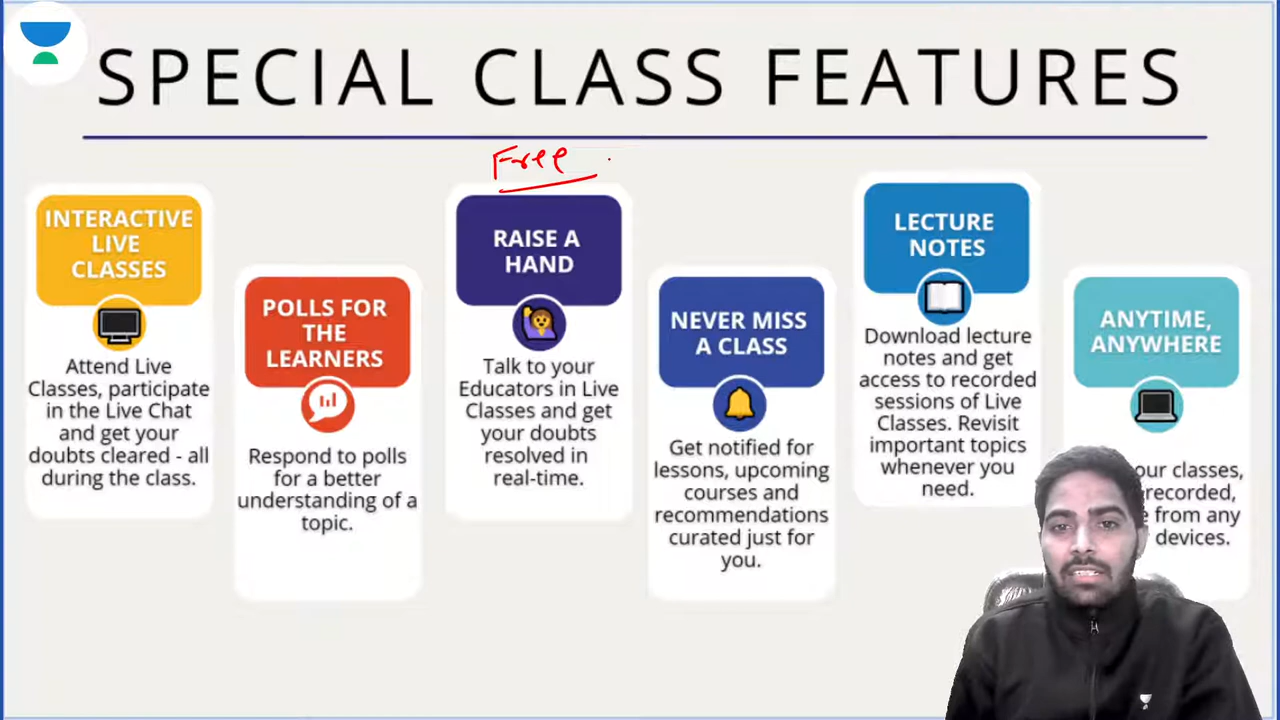 SPECIAL CLASS FEATURES
Free
INTERACTIVE
LIVE
CLASSES
Attend Live
Classes, participate
in the Live Chat
and get your
doubts cleared - all
during the class.
POLLS FOR
THE
LEARNERS
Respond to polls
for a better
understanding of a
topic.
RAISE A
HAND
Talk to your
Educators in Live
Classes and get
your doubts
resolved in
real-time.
NEVER MISS
A CLASS
Get notified for
lessons, upcoming
courses and
recommendations
curated just for
you.
LECTURE
NOTES
Download lecture
notes and get
access to recorded
sessions of Live
Classes. Revisit
important topics
whenever you
need.
ANYTIME,
ANYWHERE
classes,
recorded,
from any
devices.